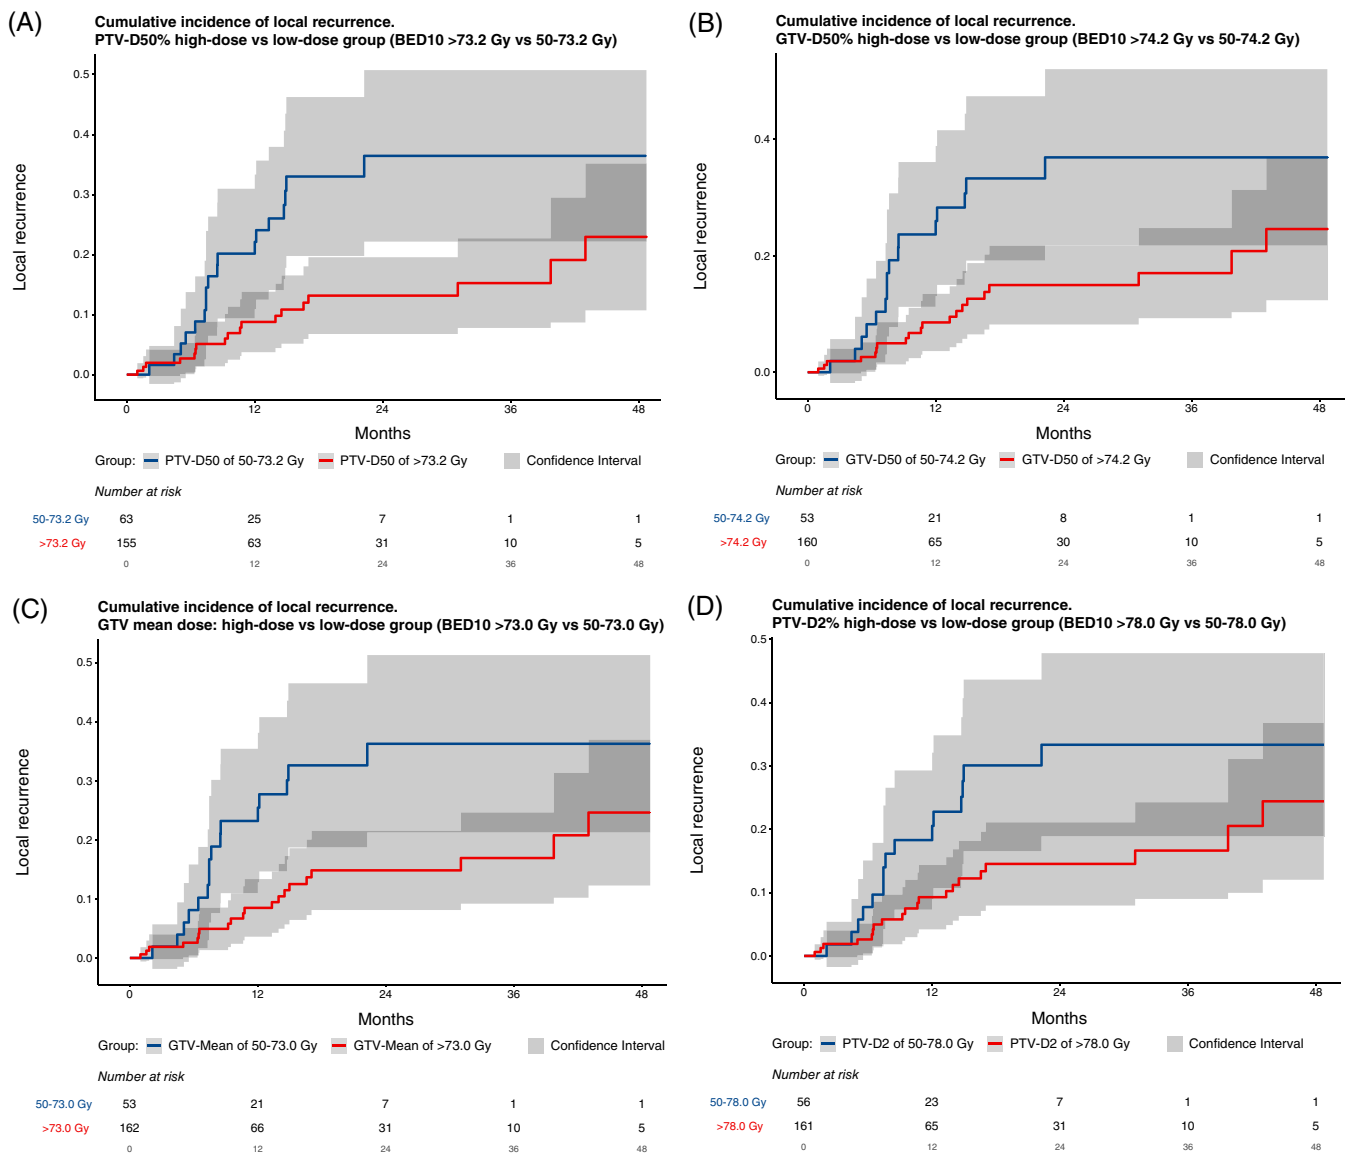 (A)
Cumulative incidence of local recurrence.
PTV-D50% high-dose vs low-dose group (BED10 >73.2 Gy vs 50-73.2 Gy)
0.5
0.4
0.3
0.2
0.1
0.0
Local recurrence
0 12 24 36 48
Months
Group: PTV-D50 of 50-73.2 Gy PTV-D50 of >73.2 Gy Confidence Interval
Number at risk
50-73.2 Gy 63 25 7 1 1
>73.2 Gy 155 63 31 10 5
0 12 24 36 48
(B)
Cumulative incidence of local recurrence.
GTV-D50% high-dose vs low-dose group (BED10 >74.2 Gy vs 50-74.2 Gy)
0.4
0.2
0.0
Local recurrence
0 12 24 36 48
Months
Group: GTV-D50 of 50-74.2 Gy GTV-D50 of >74.2 Gy Confidence Interval
Number at risk
50-74.2 Gy 53 21 8 1 1
>74.2 Gy 160 65 30 10 5
0 12 24 36 48
(C)
Cumulative incidence of local recurrence.
GTV mean dose: high-dose vs low-dose group (BED10 >73.0 Gy vs 50-73.0 Gy)
0.5
0.4
0.3
0.2
0.1
0.0
Local recurrence
0 12 24 36 48
Months
Group: GTV-Mean of 50-73.0 Gy GTV-Mean of >73.0 Gy Confidence Interval
Number at risk
50-73.0 Gy 53 21 7 1 1
>73.0 Gy 162 66 31 10 5
0 12 24 36 48
(D)
Cumulative incidence of local recurrence.
PTV-D2% high-dose vs low-dose group (BED10 >78.0 Gy vs 50-78.0 Gy)
0.5
0.4
0.3
0.2
0.1
0.0
Local recurrence
0 12 24 36 48
Months
Group: PTV-D2 of 50-78.0 Gy PTV-D2 of >78.0 Gy Confidence Interval
Number at risk
50-78.0 Gy 56 23 7 1 1
>78.0 Gy 161 65 31 10 5
0 12 24 36 48